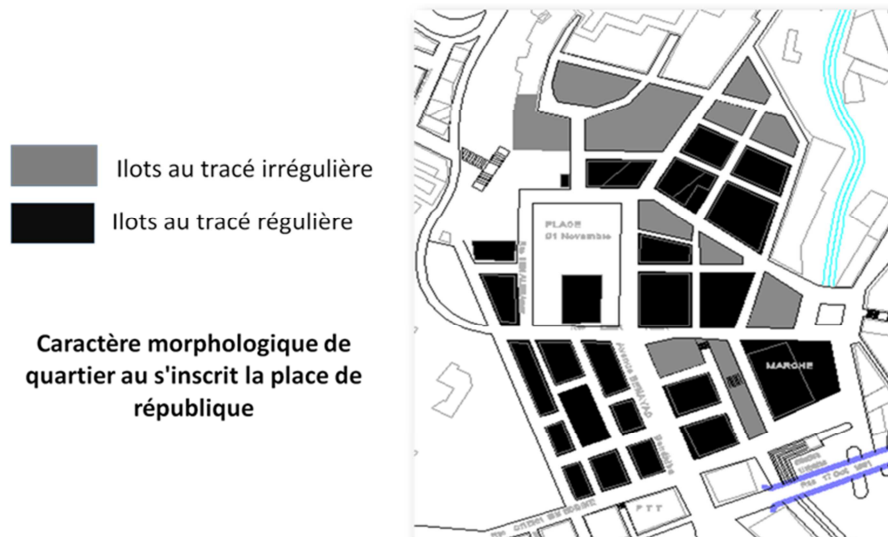 Ilots au tracé irrégulière
Ilots au tracé régulière
Caractère morphologique de
quartier au s'inscrit la place de
république
PLACE
01 Novembre
MARCHE
PTT